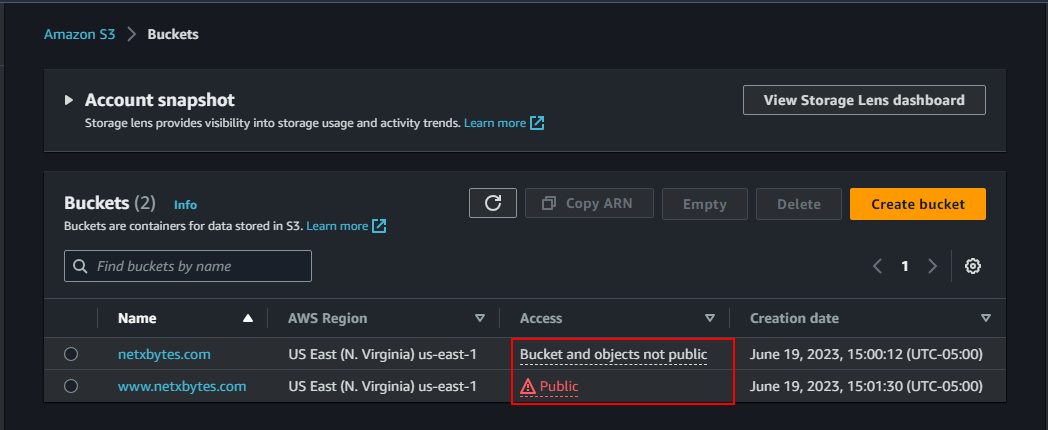 Amazon S3 > Buckets
Account snapshot
View Storage Lens dashboard
Storage lens provides visibility into storage usage and activity trends. Learn more
Buckets (2) Info
Copy ARN Empty Delete Create bucket
Buckets are containers for data stored in S3. Learn more
Find buckets by name
1
Name AWS Region Access Creation date
netxbytes.com US East (N. Virginia) us-east-1 Bucket and objects not public June 19, 2023, 15:00:12 (UTC-05:00)
www.netxbytes.com US East (N. Virginia) us-east-1 Public June 19, 2023, 15:01:30 (UTC-05:00)